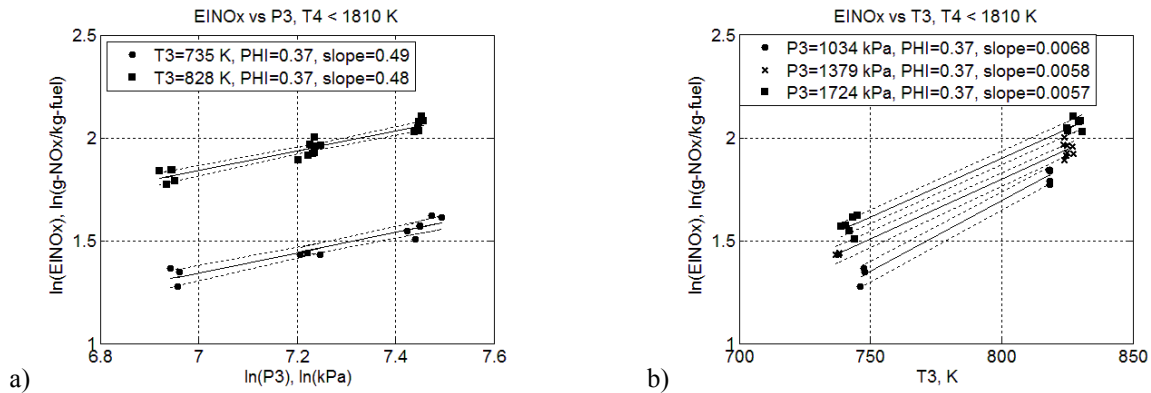 EINOx vs P3, T4 < 1810 K
2.5
2
1.5
1
T3=735 K, PHI=0.37, slope=0.49
T3=828 K, PHI=0.37, slope=0.48
ln(EINOx), ln(g-NOx/kg-fuel)
6.8 7 7.2 7.4 7.6
ln(P3), ln(kPa)
a)
EINOx vs T3, T4 < 1810 K
2.5
2
1.5
1
P3=1034 kPa, PHI=0.37, slope=0.0068
P3=1379 kPa, PHI=0.37, slope=0.0058
P3=1724 kPa, PHI=0.37, slope=0.0057
ln(EINOx), ln(g-NOx/kg-fuel)
700 750 800 850
T3, K
b)